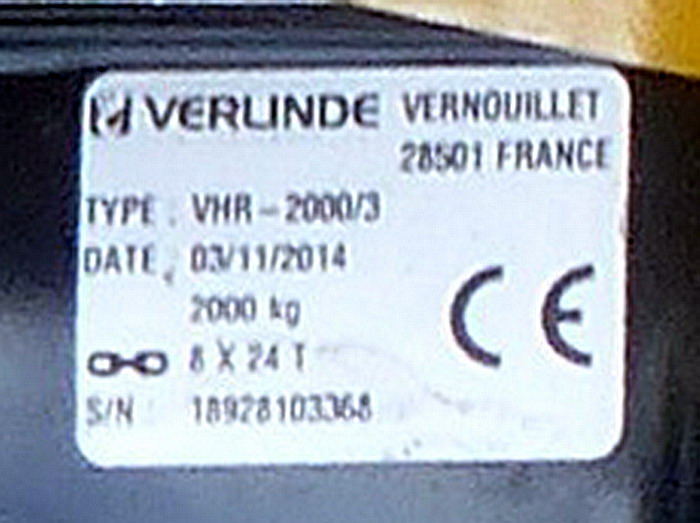 VERLINDE VERNOUILLET
28501 FRANCE
TYPE : VHR-2000/3
DATE : 03/11/2014
2000 kg
8 X 24 T
S/N : 18928103368
CE